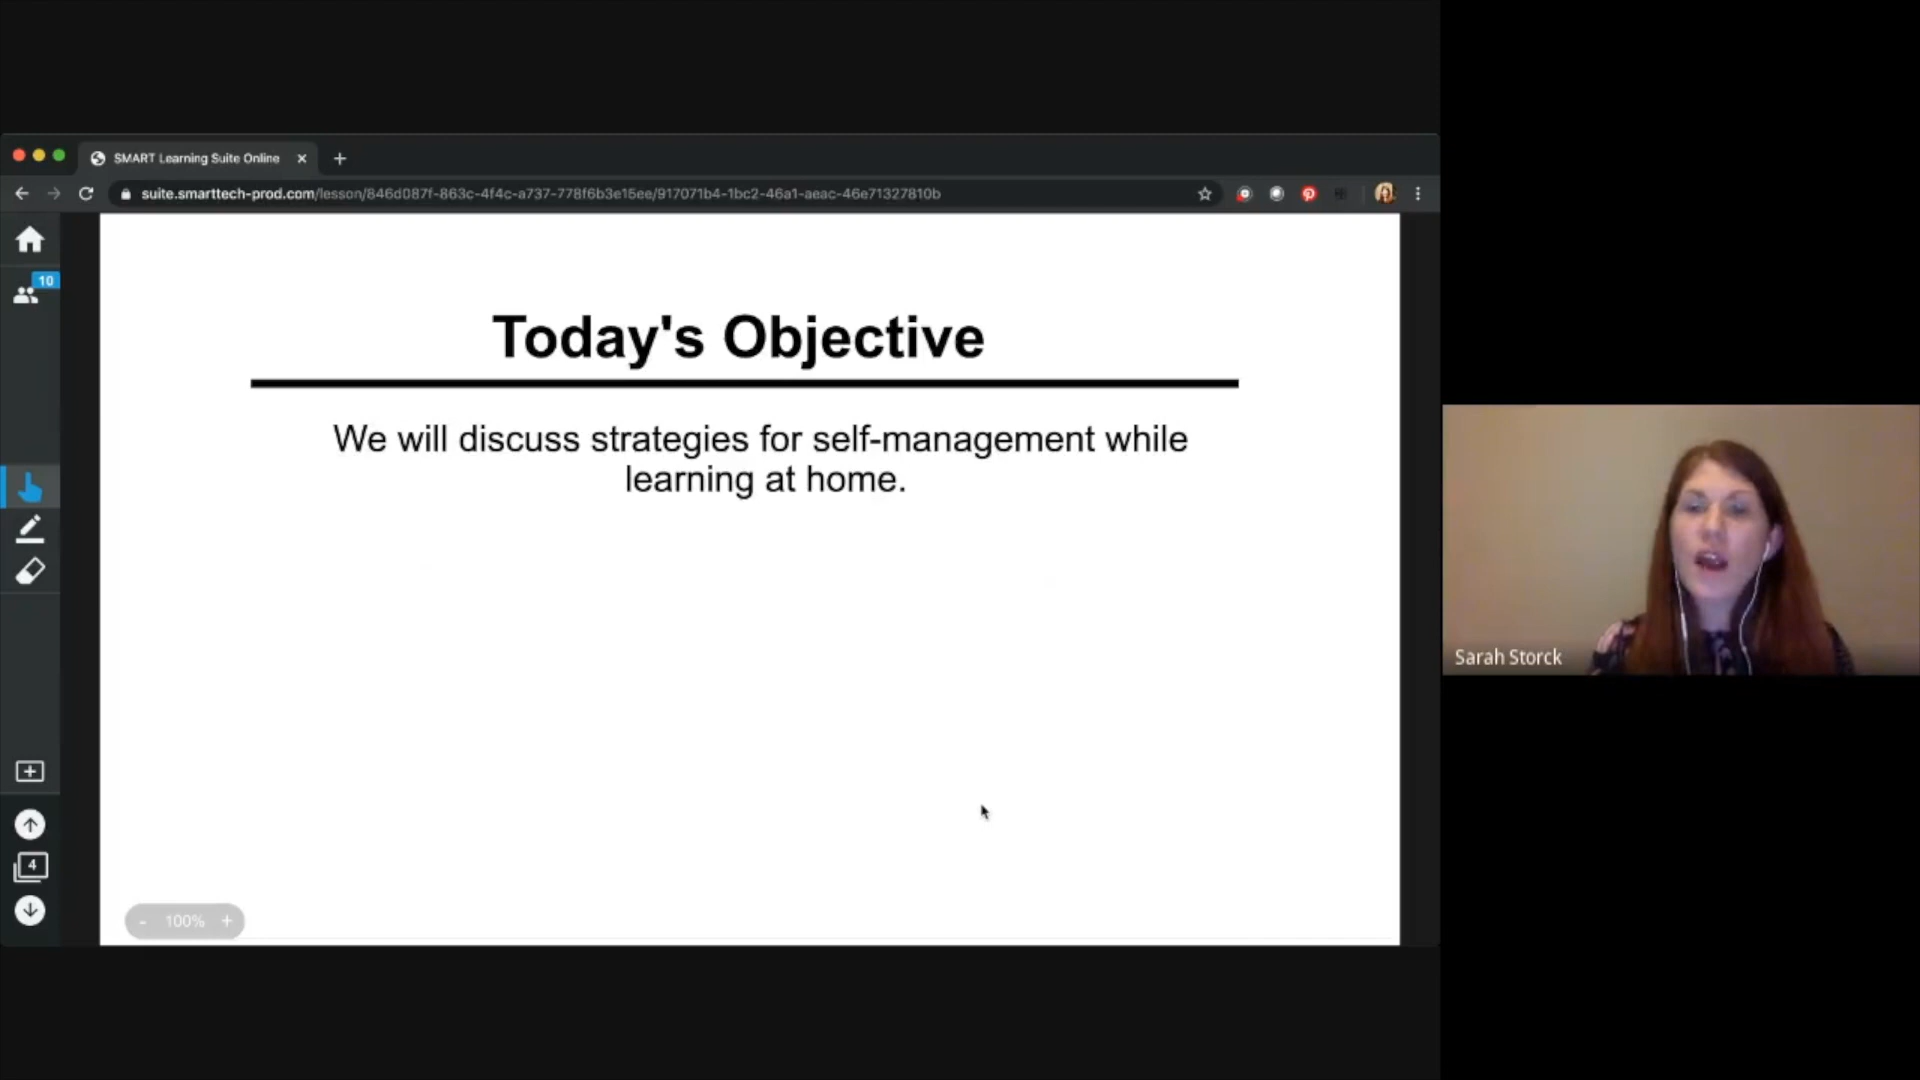 SMART Learning Suite Online
suite.smarttech-prod.com/lesson/846d087f-863c-4f4c-a737-778f6b3e15ee/917071b4-1bc2-46a1-aeac-46e71327810b
10
Today's Objective
We will discuss strategies for self-management while
learning at home.
Sarah Storck
4
- 100% +